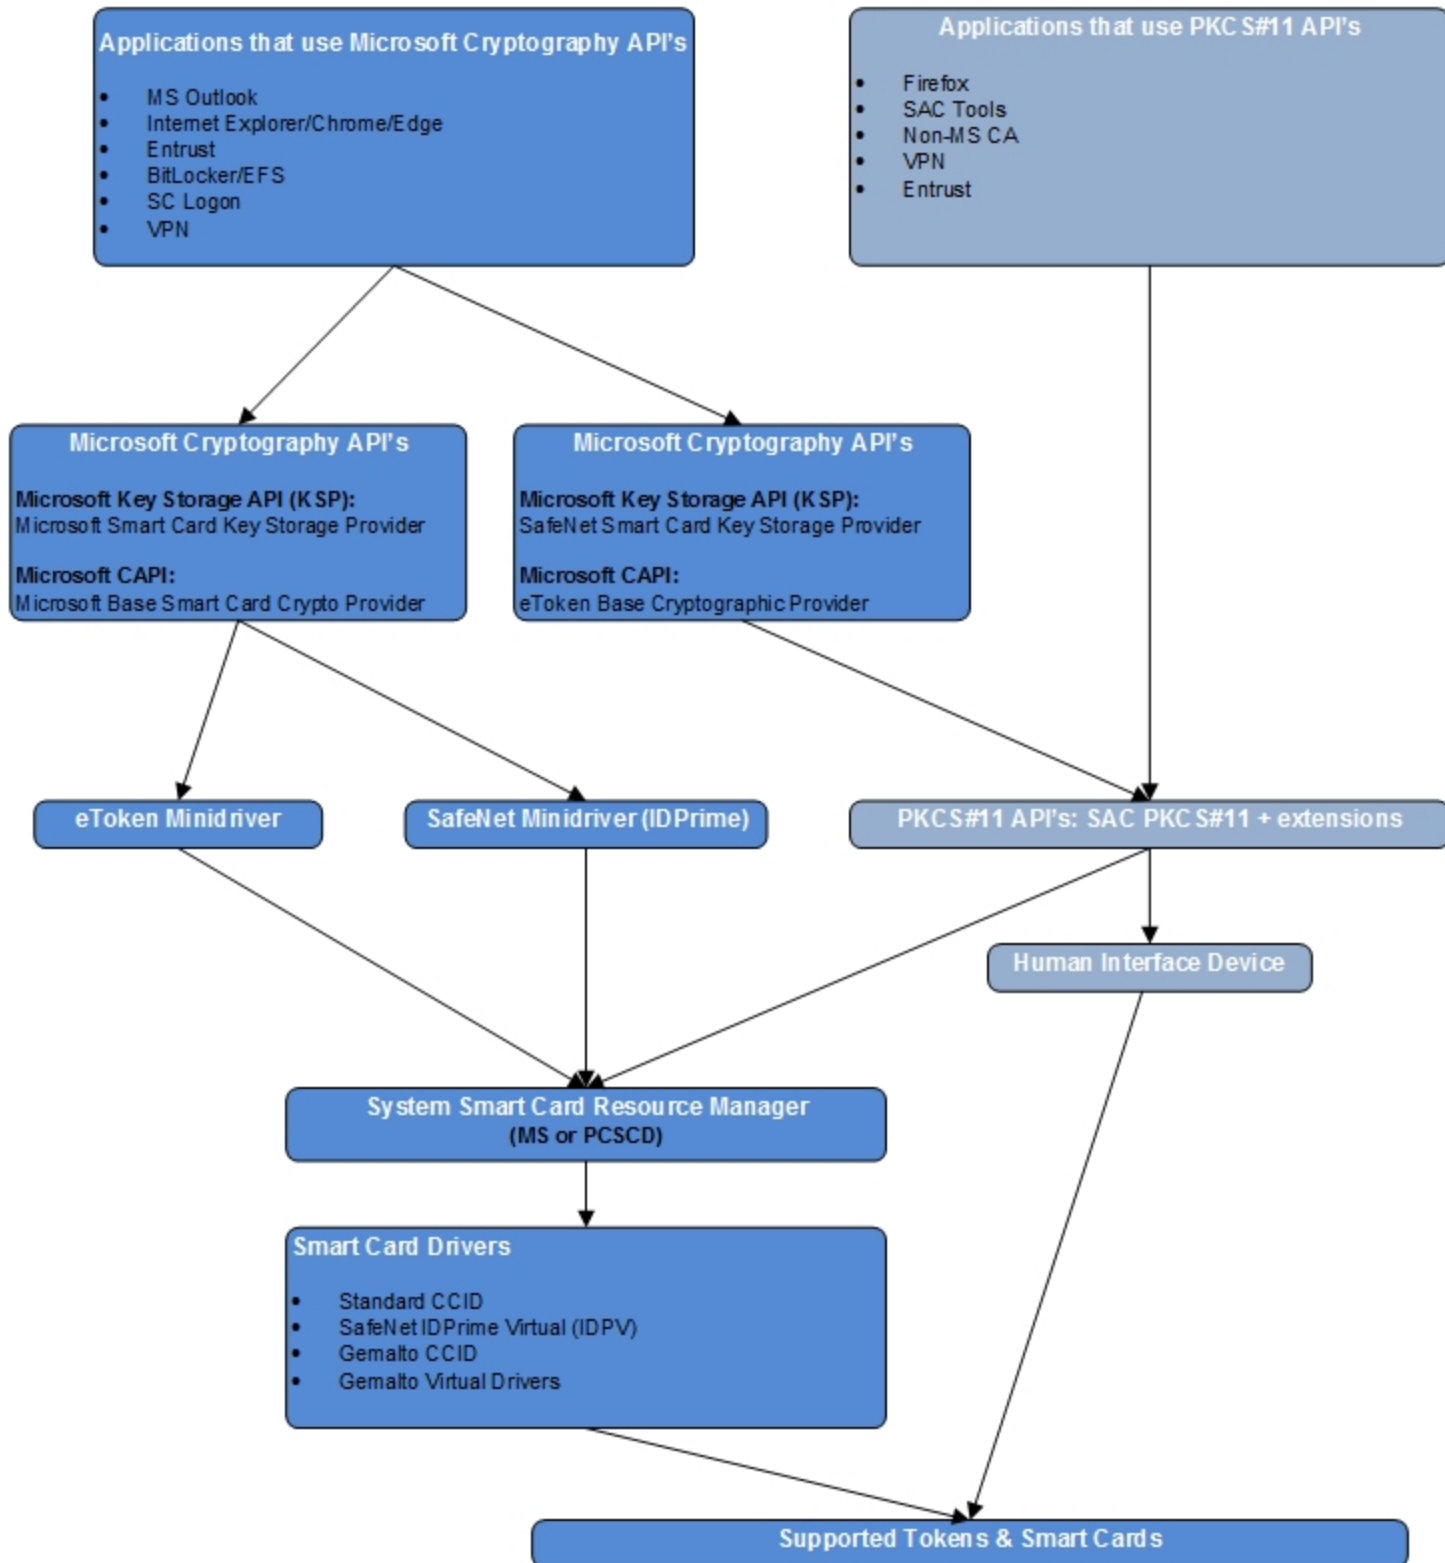 Applications that use Microsoft Cryptography API's
• MS Outlook
• Internet Explorer/Chrome/Edge
• Entrust
• BitLocker/EFS
• SC Logon
• VPN
Applications that use PKCS#11 API's
• Firefox
• SAC Tools
• Non-MS CA
• VPN
• Entrust
Microsoft Cryptography API's
Microsoft Key Storage API (KSP):
Microsoft Smart Card Key Storage Provider
Microsoft CAPI:
Microsoft Base Smart Card Crypto Provider
Microsoft Cryptography API's
Microsoft Key Storage API (KSP):
SafeNet Smart Card Key Storage Provider
Microsoft CAPI:
eToken Base Cryptographic Provider
eToken Minidriver
SafeNet Minidriver (IDPrime)
PKCS#11 API's: SAC PKCS#11 + extensions
Human Interface Device
System Smart Card Resource Manager
(MS or PCSCD)
Smart Card Drivers
• Standard CCID
• SafeNet IDPrime Virtual (IDPV)
• Gemalto CCID
• Gemalto Virtual Drivers
Supported Tokens & Smart Cards